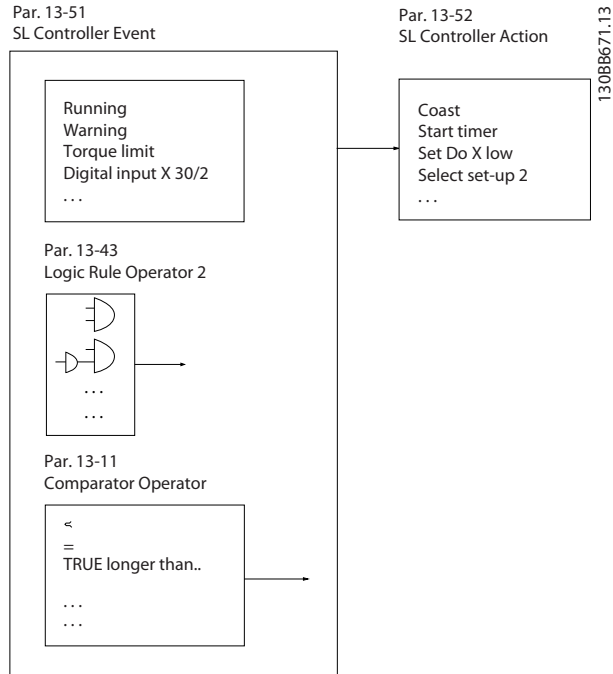 Par. 13-51
SL Controller Event
Par. 13-52
SL Controller Action
130BB671.13
Running
Warning
Torque limit
Digital input X 30/2
. . .
Coast
Start timer
Set Do X low
Select set-up 2
. . .
Par. 13-43
Logic Rule Operator 2
. . .
. . .
Par. 13-11
Comparator Operator
<
=
TRUE longer than..
. . .
. . .